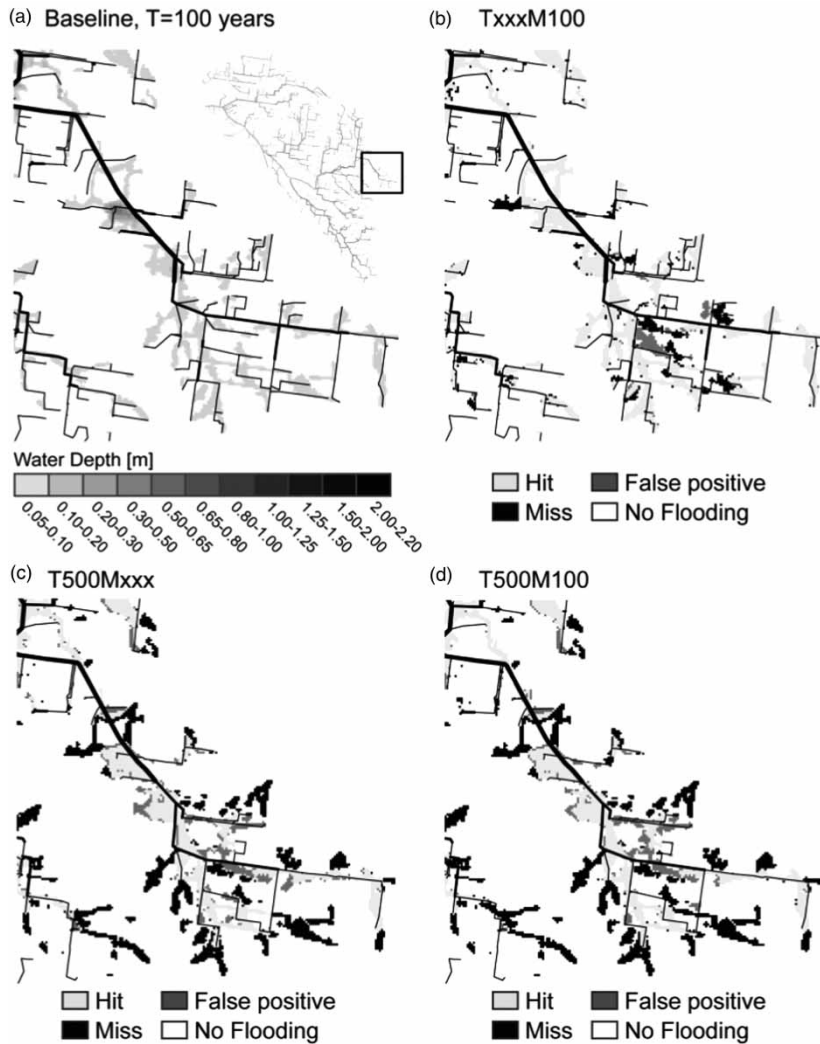 (a) Baseline, T=100 years
(b) TxxxM100
Water Depth [m]
0.05-0.10
0.10-0.20
0.20-0.30
0.30-0.50
0.50-0.65
0.65-0.80
0.80-1.00
1.00-1.25
1.25-1.50
1.50-2.00
2.00-2.20
Hit
False positive
Miss
No Flooding
(c) T500Mxxx
(d) T500M100
Hit
False positive
Miss
No Flooding
Hit
False positive
Miss
No Flooding